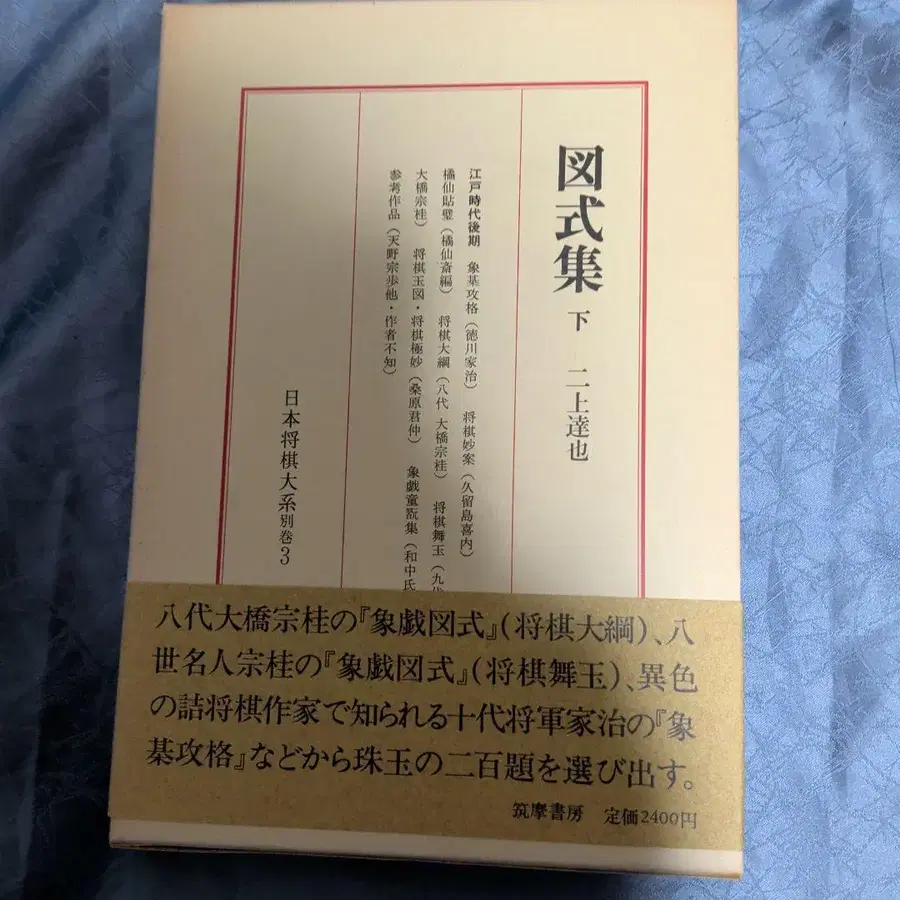 図式集 下 二上達也
江戸時代後期 象棊攻格（徳川家治） 将棋妙案（久留島喜内）
橘仙貼璧（橘仙斎編） 将棋大綱（八代 大橋宗桂） 将棋舞玉（九代
大橋宗桂） 将棋玉図・将棋極妙（桑原君仲） 象戯童翫集（和中氏
参考作品（天野宗歩他・作者不知）
日本将棋大系 別巻3
八代大橋宗桂の『象戯図式』（将棋大綱）、八
世名人宗桂の『象戯図式』（将棋舞玉）、異色
の詰将棋作家で知られる十代将軍家治の『象
棊攻格』などから珠玉の二百題を選び出す。
筑摩書房 定価2400円